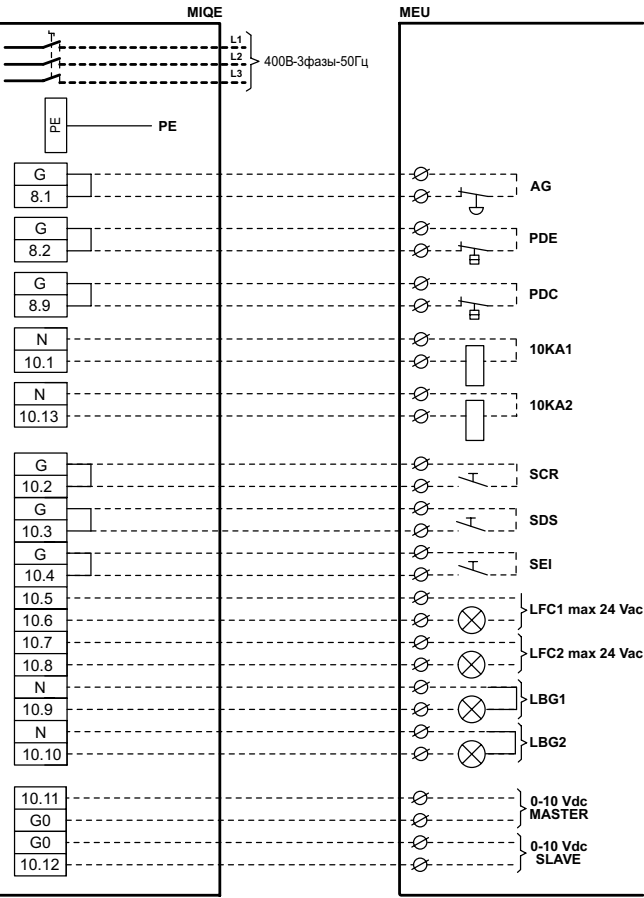 MIQE
MEU
L1
L2
L3
400В-3фазы-50Гц
PE
PE
G
8.1
AG
G
8.2
PDE
G
8.9
PDC
N
10.1
10KA1
N
10.13
10KA2
G
10.2
SCR
G
10.3
SDS
G
10.4
SEI
10.5
10.6
LFC1 max 24 Vac
10.7
10.8
LFC2 max 24 Vac
N
10.9
LBG1
N
10.10
LBG2
10.11
G0
0-10 Vdc
MASTER
G0
10.12
0-10 Vdc
SLAVE